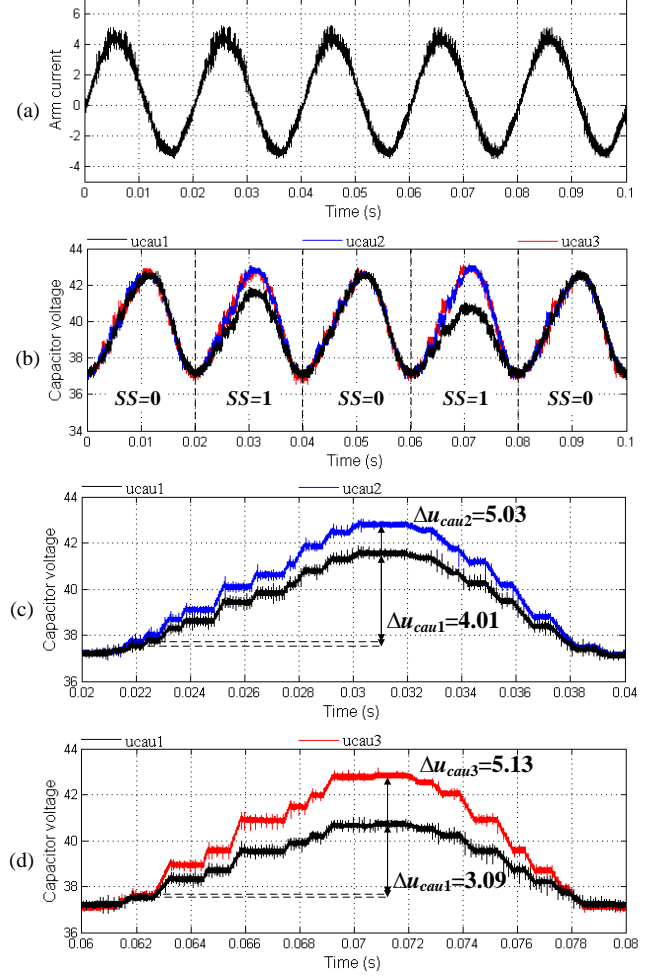 6
4
2
0
-2
-4
Arm current
(a)
0 0.01 0.02 0.03 0.04 0.05 0.06 0.07 0.08 0.09 0.1
Time (s)
ucau1 ucau2 ucau3
44
42
40
38
36
34
Capacitor voltage
(b)
SS=0 SS=1 SS=0 SS=1 SS=0
0 0.01 0.02 0.03 0.04 0.05 0.06 0.07 0.08 0.09 0.1
Time (s)
ucau1 ucau2
44
42
40
38
36
Capacitor voltage
(c)
Δucau2=5.03
Δucau1=4.01
0.02 0.022 0.024 0.026 0.028 0.03 0.032 0.034 0.036 0.038 0.04
Time (s)
ucau1 ucau3
44
42
40
38
36
Capacitor voltage
(d)
Δucau3=5.13
Δucau1=3.09
0.06 0.062 0.064 0.066 0.068 0.07 0.072 0.074 0.076 0.078 0.08
Time (s)